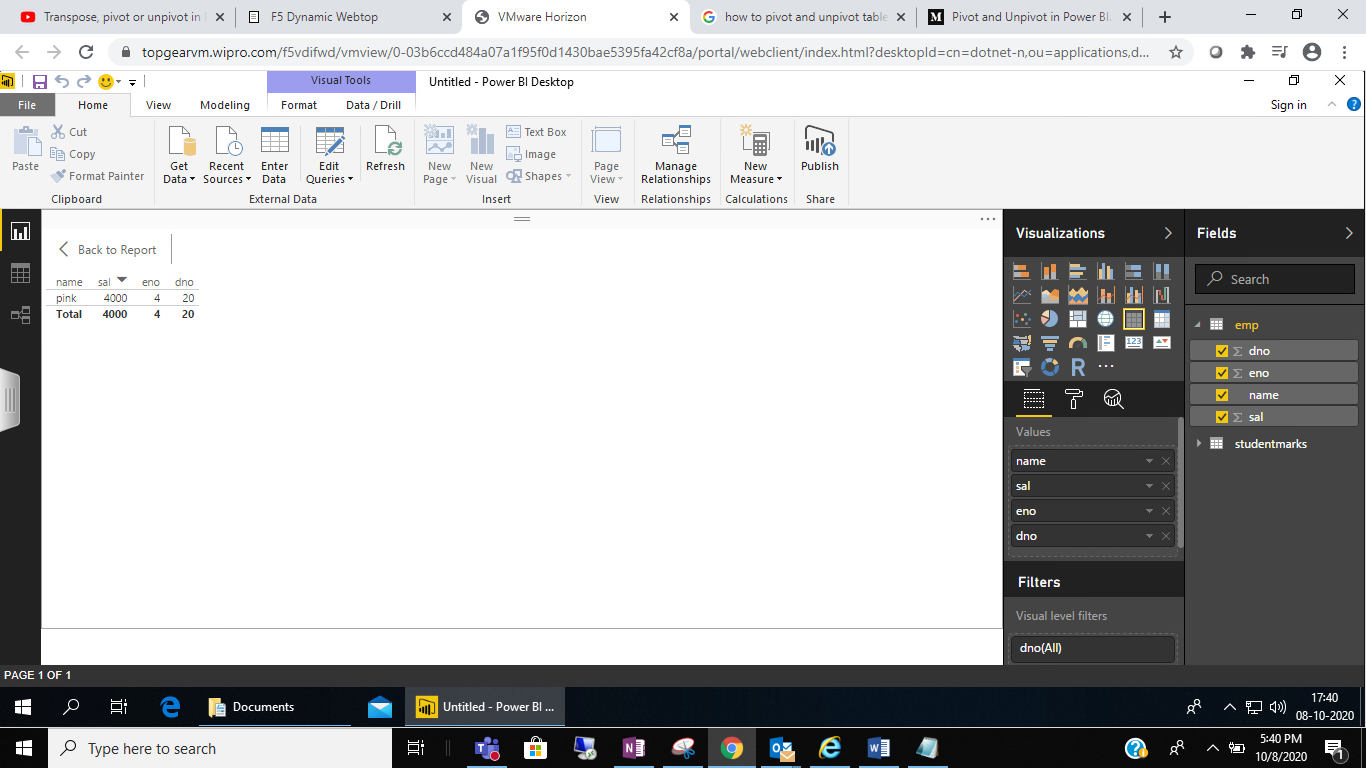 Transpose, pivot or unpivot in
F5 Dynamic Webtop
VMware Horizon
how to pivot and unpivot table
Pivot and Unpivot in Power BI.
topgearvm.wipro.com/f5vdifwd/vmview/0-03b6ccd484a07a1f95f0d1430bae5395fa42cf8a/portal/webclient/index.html?desktopId=cn=dotnet-n,ou=applications,d...
Visual Tools
Untitled - Power BI Desktop
File
Home
View
Modeling
Format
Data / Drill
Sign in
Paste
Cut
Copy
Format Painter
Clipboard
Get Data
Recent Sources
Enter Data
External Data
Edit Queries
Refresh
New Page
New Visual
Text Box
Image
Shapes
Insert
Page View
View
Manage Relationships
Relationships
New Measure
Calculations
Publish
Share
Back to Report
name sal eno dno
pink 4000 4 20
Total 4000 4 20
Visualizations
123
R
Values
name
sal
eno
dno
Filters
Visual level filters
dno(All)
Fields
Search
emp
dno
eno
name
sal
studentmarks
PAGE 1 OF 1
Documents
Untitled - Power BI ...
17:40
08-10-2020
Type here to search
5:40 PM
10/8/2020
1